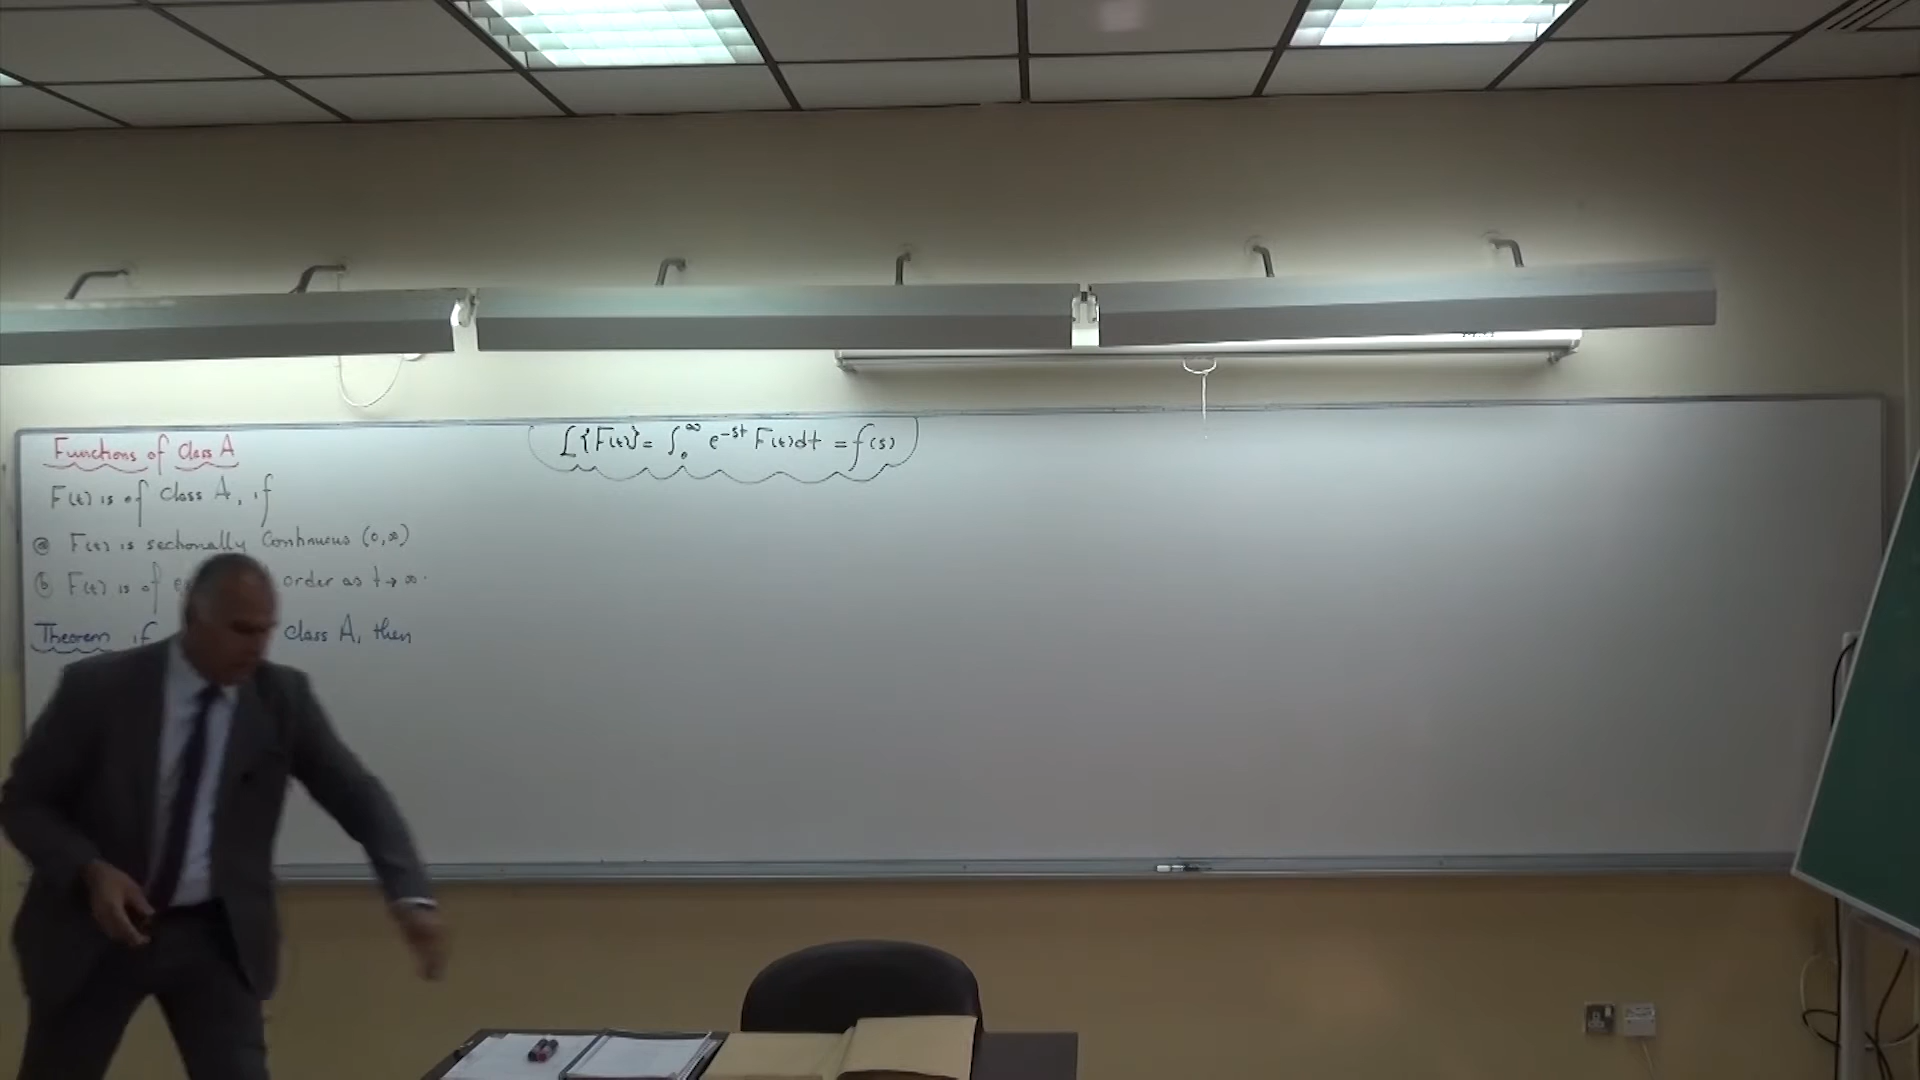 Functions of Class A
F(t) is of class A, if
(a) F(t) is sectionally Continuous (0,∞)
(b) F(t) is of order as t→∞.
Theorem if class A, then
L{F(t)} = ∫₀^∞ e^-st F(t)dt = f(s)